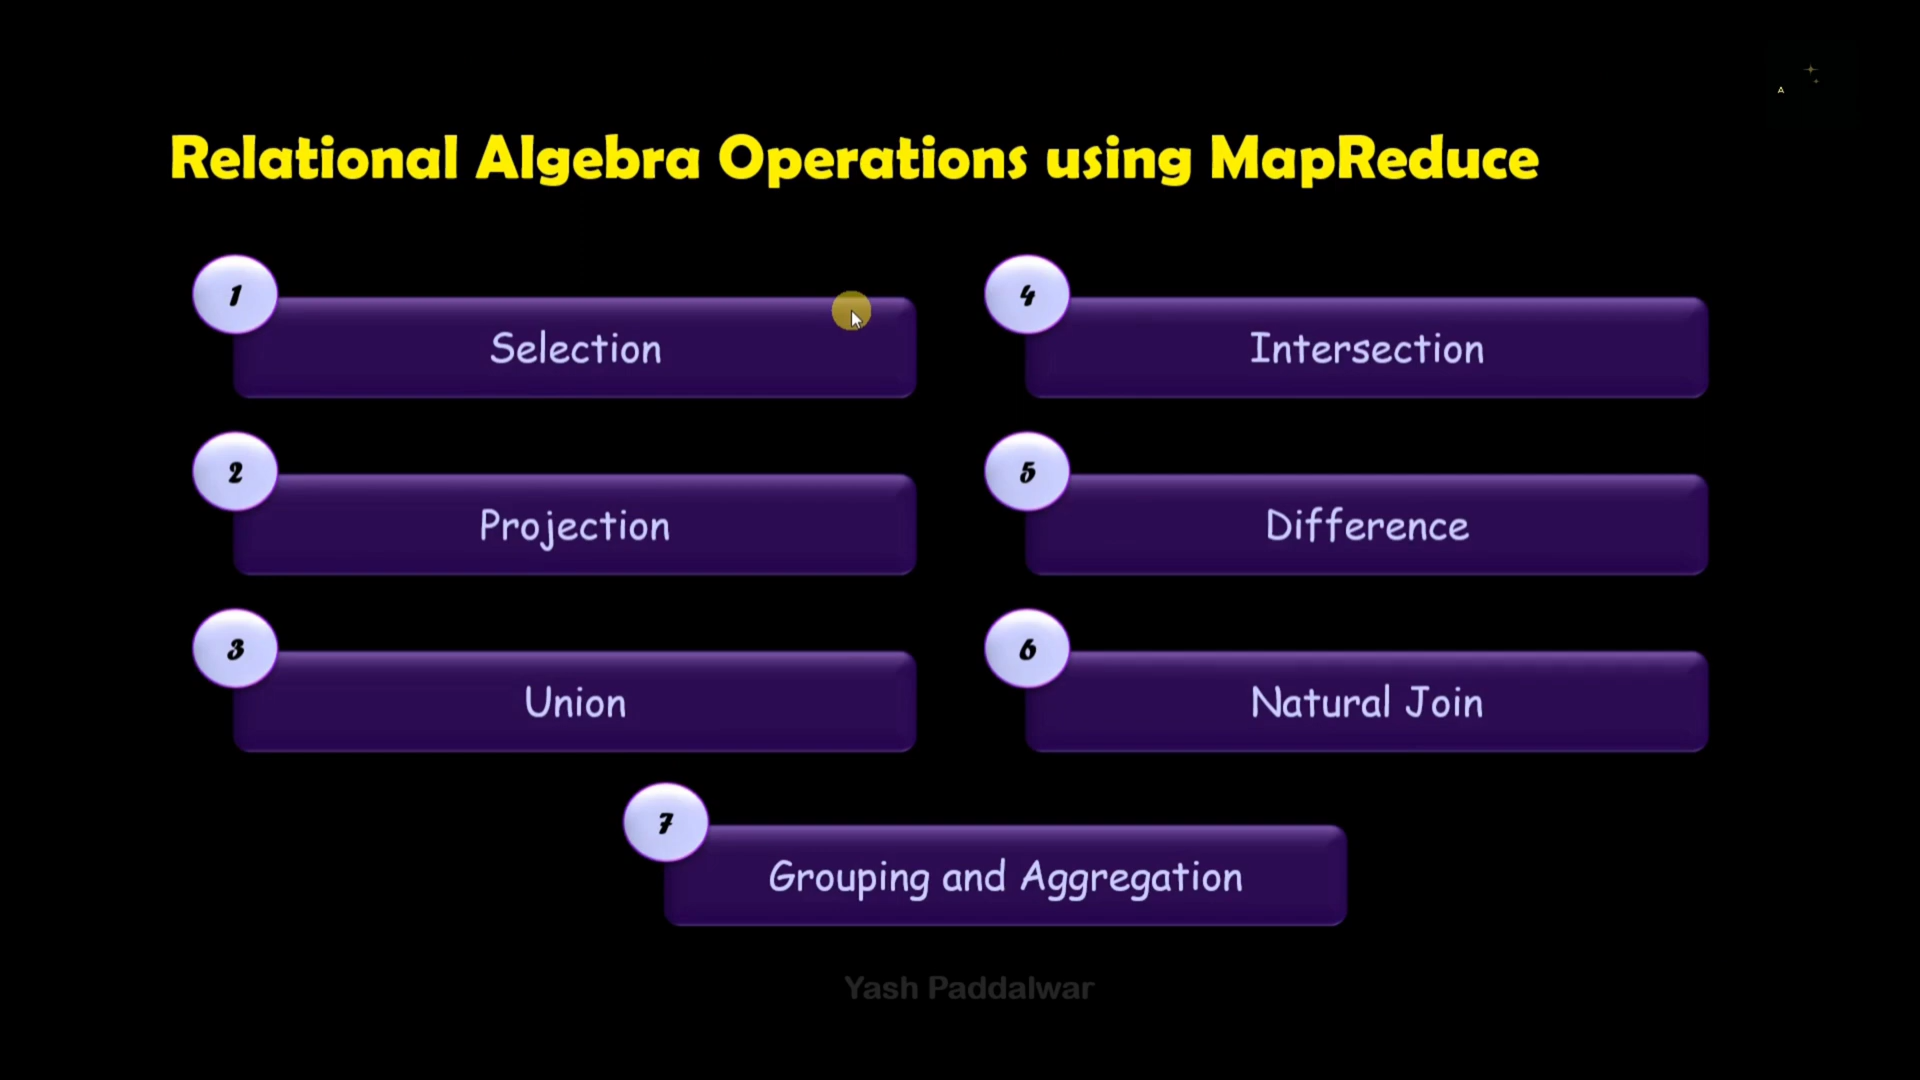 A
Relational Algebra Operations using MapReduce
1
Selection
2
Projection
3
Union
4
Intersection
5
Difference
6
Natural Join
7
Grouping and Aggregation
Yash Paddalwar